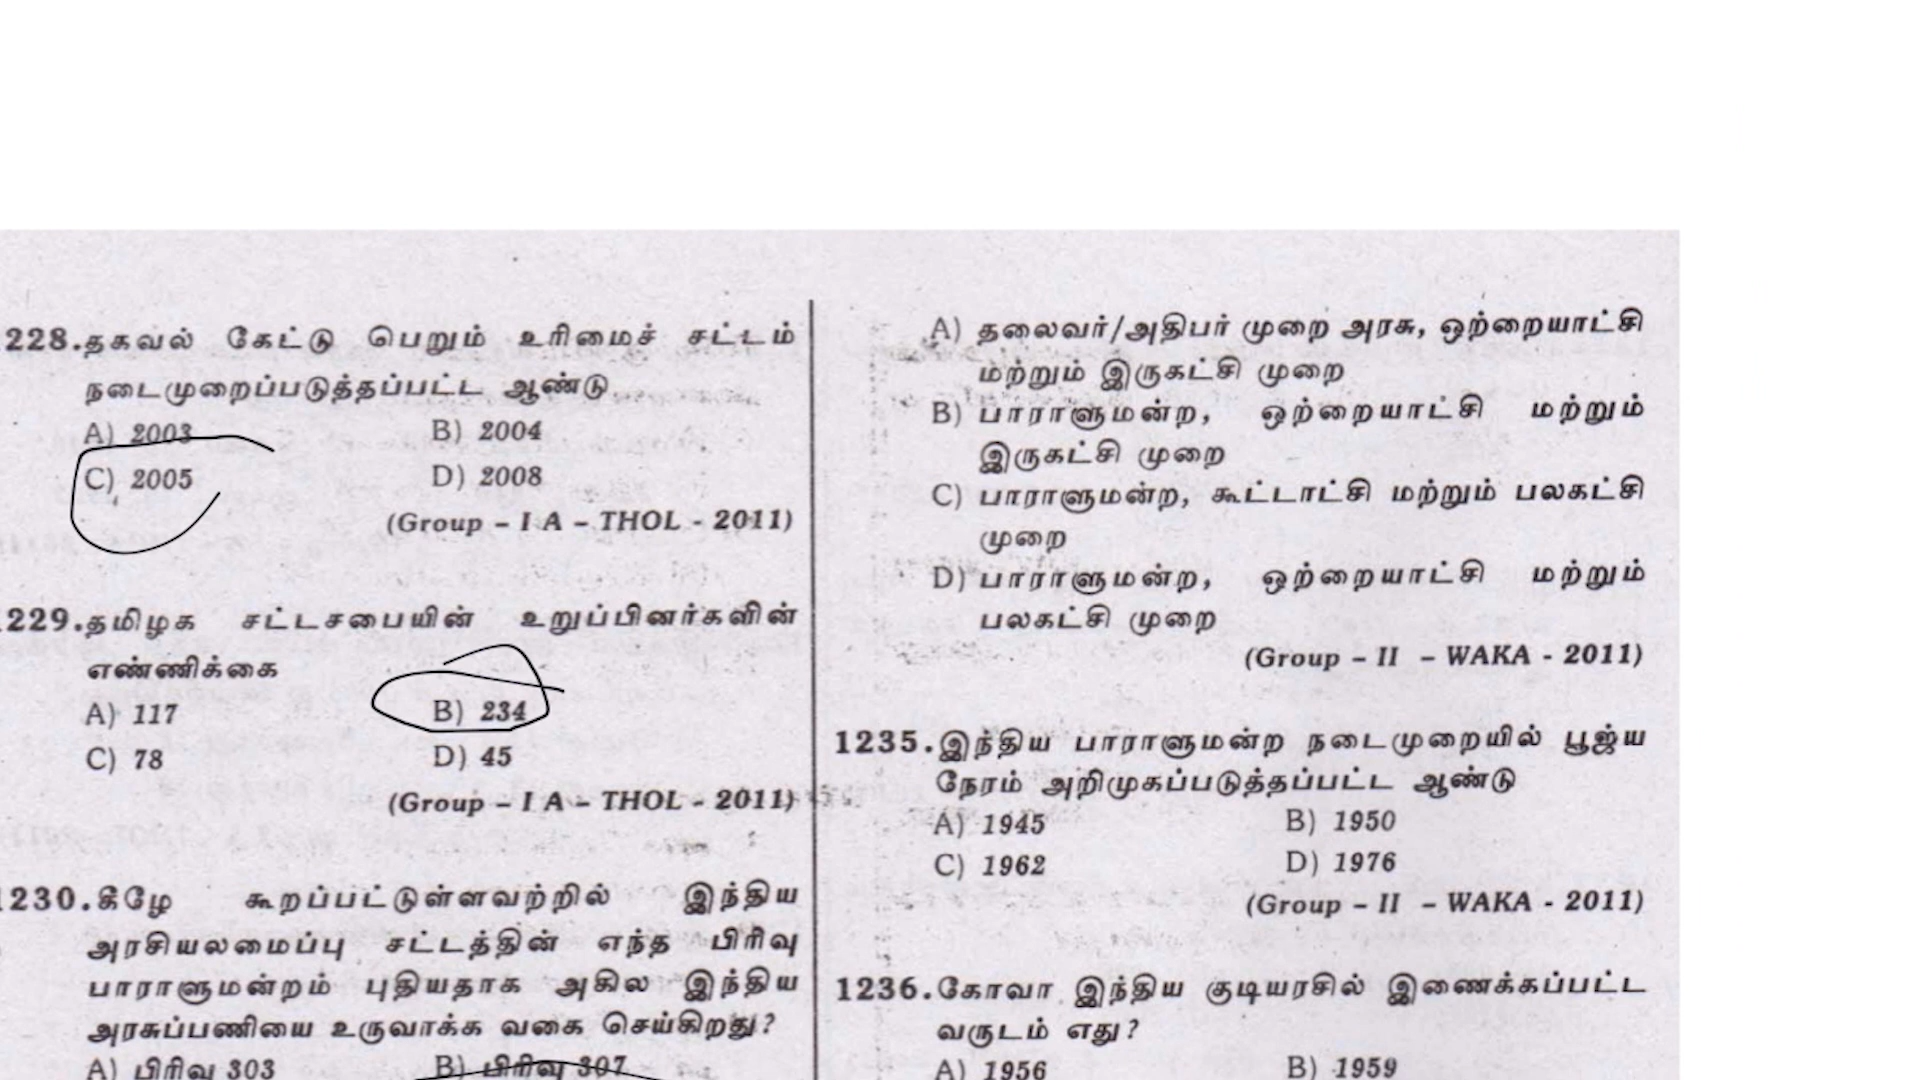 228.தகவல் கேட்டு பெறும் உரிமைச் சட்டம்
நடைமுறைப்படுத்தப்பட்ட ஆண்டு
A) 2003 B) 2004
C) 2005 D) 2008
(Group – I A – THOL - 2011)
1229.தமிழக சட்டசபையின் உறுப்பினர்களின்
எண்ணிக்கை
A) 117 B) 234
C) 78 D) 45
(Group – I A – THOL - 2011)
1230.கீழே கூறப்பட்டுள்ளவற்றில் இந்திய
அரசியலமைப்பு சட்டத்தின் எந்த பிரிவு
பாராளுமன்றம் புதியதாக அகில இந்திய
அரசுப்பணியை உருவாக்க வகை செய்கிறது?
A) பிரிவு 303 B) பிரிவு 307
A) தலைவர்/அதிபர் முறை அரசு, ஒற்றையாட்சி
மற்றும் இருகட்சி முறை
B) பாராளுமன்ற, ஒற்றையாட்சி மற்றும்
இருகட்சி முறை
C) பாராளுமன்ற, கூட்டாட்சி மற்றும் பலகட்சி
முறை
D) பாராளுமன்ற, ஒற்றையாட்சி மற்றும்
பலகட்சி முறை
(Group – II – WAKA - 2011)
1235.இந்திய பாராளுமன்ற நடைமுறையில் பூஜ்ய
நேரம் அறிமுகப்படுத்தப்பட்ட ஆண்டு
A) 1945 B) 1950
C) 1962 D) 1976
(Group – II – WAKA - 2011)
1236.கோவா இந்திய குடியரசில் இணைக்கப்பட்ட
வருடம் எது?
A) 1956 B) 1959